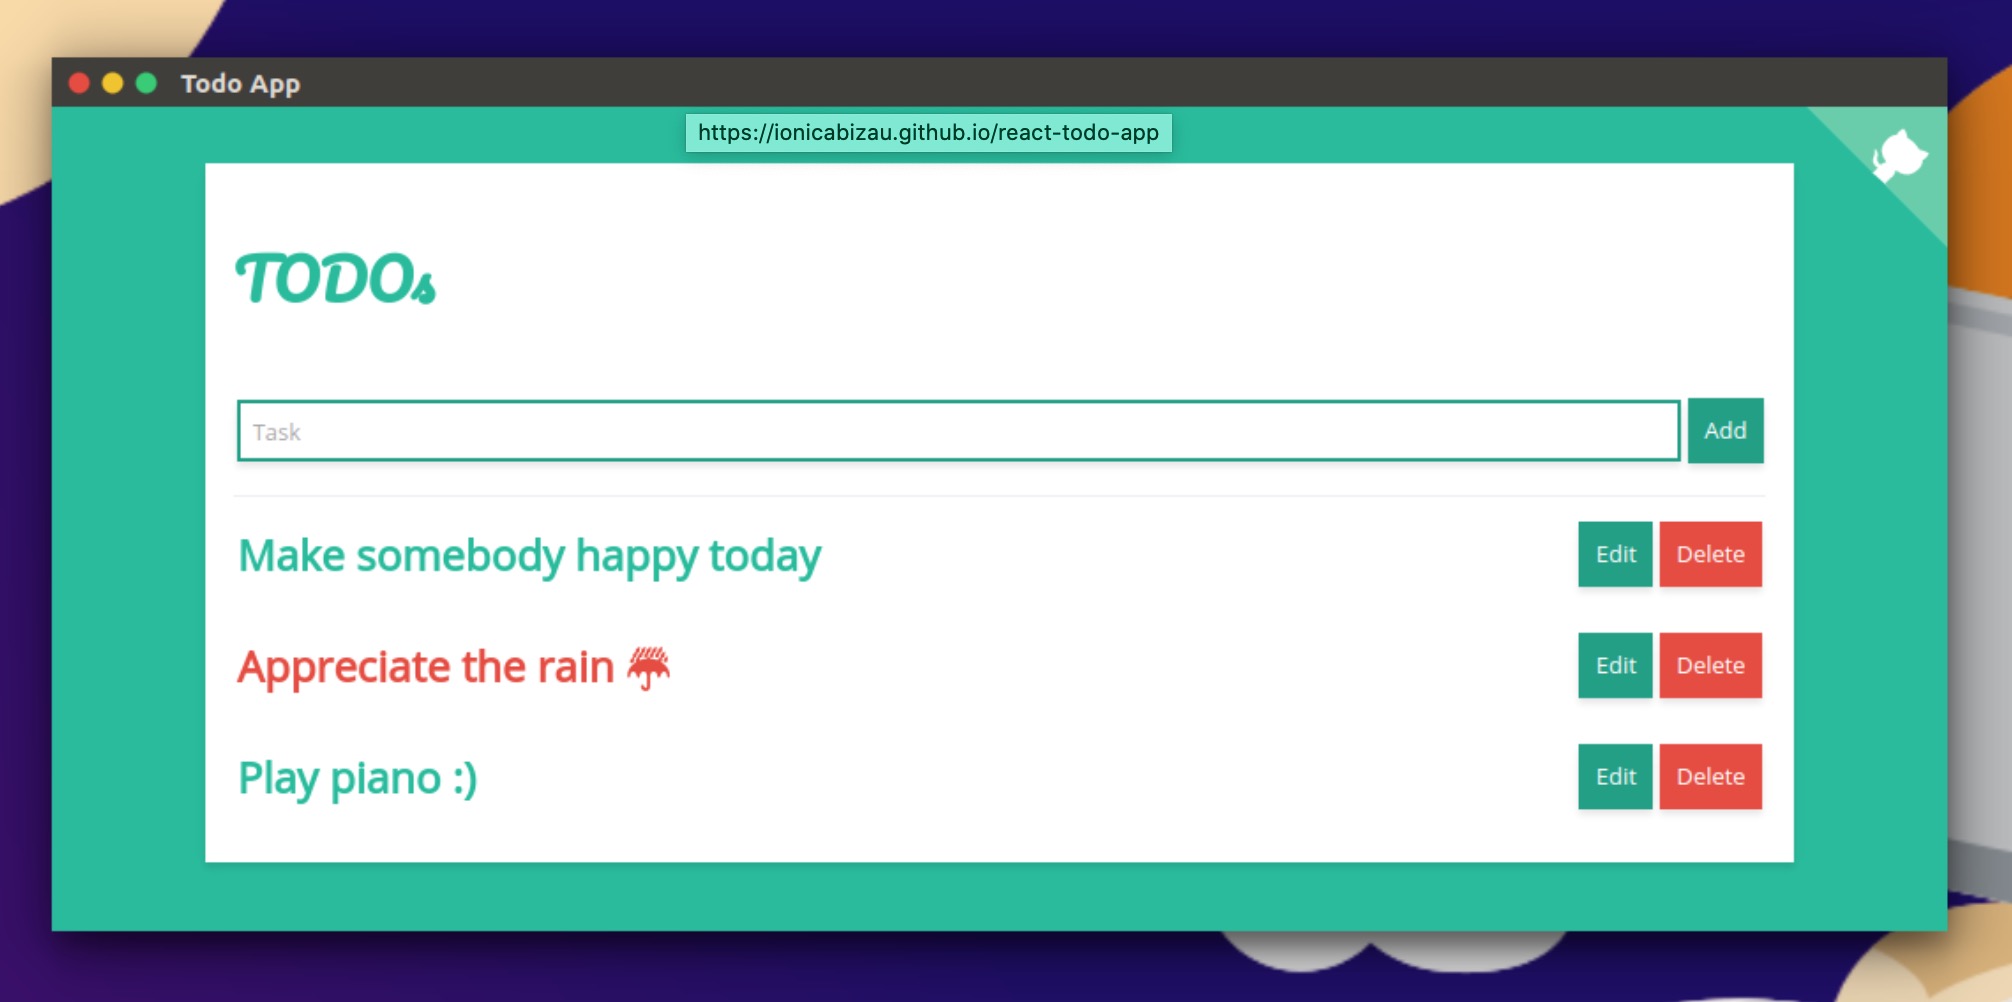 Todo App
https://ionicabizau.github.io/react-todo-app
TODOs
Task
Add
Make somebody happy today
Edit
Delete
Appreciate the rain ☔
Edit
Delete
Play piano :)
Edit
Delete